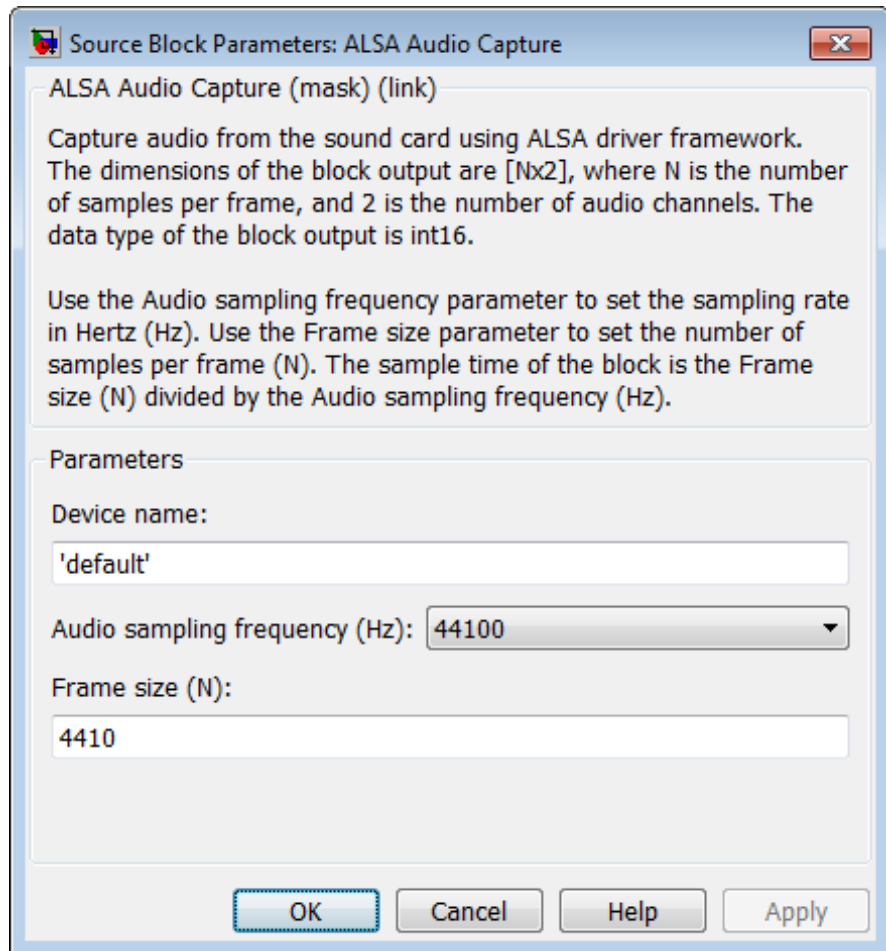 Source Block Parameters: ALSA Audio Capture
ALSA Audio Capture (mask) (link)
Capture audio from the sound card using ALSA driver framework.
The dimensions of the block output are [Nx2], where N is the number
of samples per frame, and 2 is the number of audio channels. The
data type of the block output is int16.
Use the Audio sampling frequency parameter to set the sampling rate
in Hertz (Hz). Use the Frame size parameter to set the number of
samples per frame (N). The sample time of the block is the Frame
size (N) divided by the Audio sampling frequency (Hz).
Parameters
Device name:
'default'
Audio sampling frequency (Hz): 44100
Frame size (N):
4410
OK Cancel Help Apply